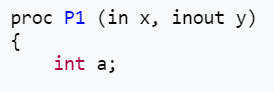 proc P1 (in x, inout y)
{
    int a;